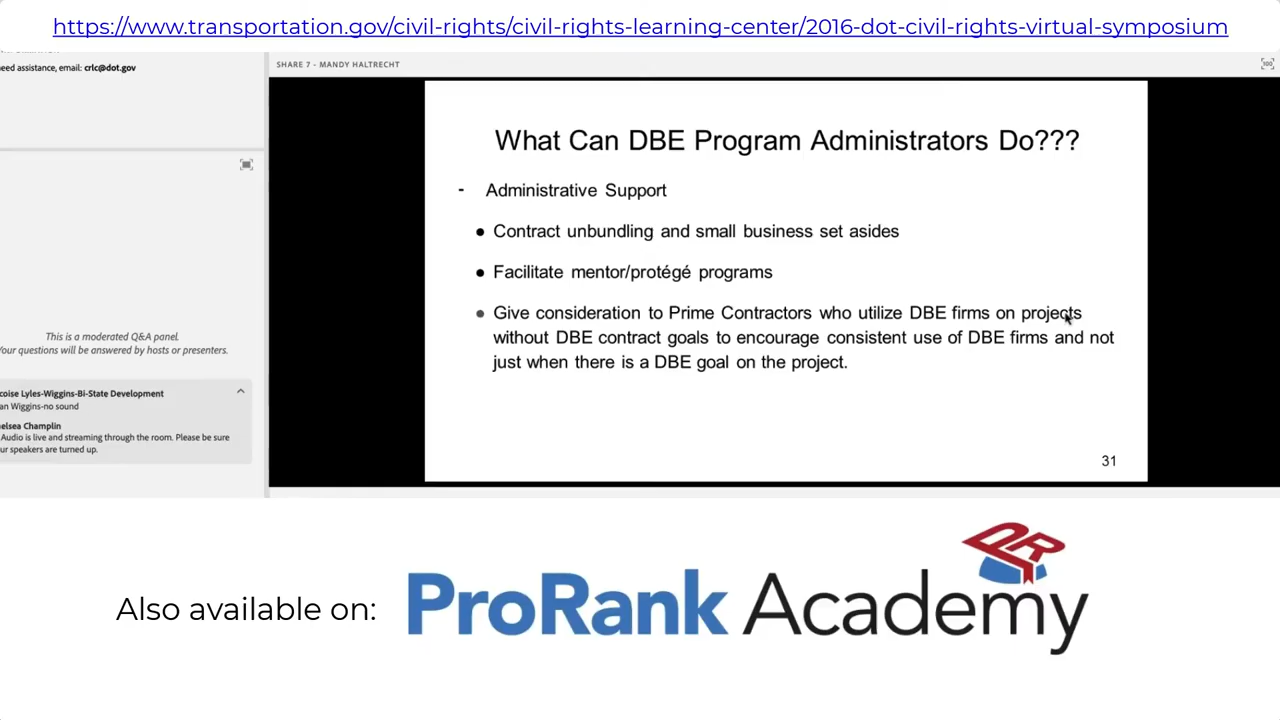 https://www.transportation.gov/civil-rights/civil-rights-learning-center/2016-dot-civil-rights-virtual-symposium
need assistance, email: crlc@dot.gov
SHARE 7 - MANDY HALTRECHT
What Can DBE Program Administrators Do???
- Administrative Support
● Contract unbundling and small business set asides
● Facilitate mentor/protégé programs
● Give consideration to Prime Contractors who utilize DBE firms on projects
without DBE contract goals to encourage consistent use of DBE firms and not
just when there is a DBE goal on the project.
31
This is a moderated Q&A panel.
Your questions will be answered by hosts or presenters.
coise Lyles-Wiggins-Bi-State Development
an Wiggins-no sound
elsea Champlin
Audio is live and streaming through the room. Please be sure
ur speakers are turned up.
Also available on:
ProRank Academy
PR